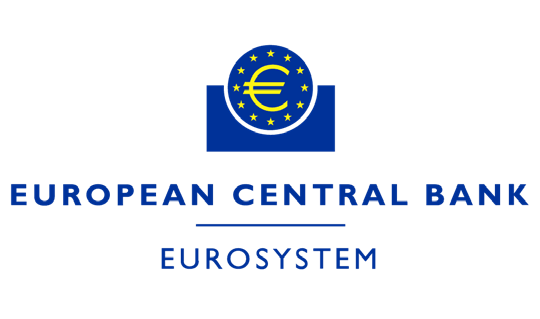 €
EUROPEAN CENTRAL BANK
EUROSYSTEM